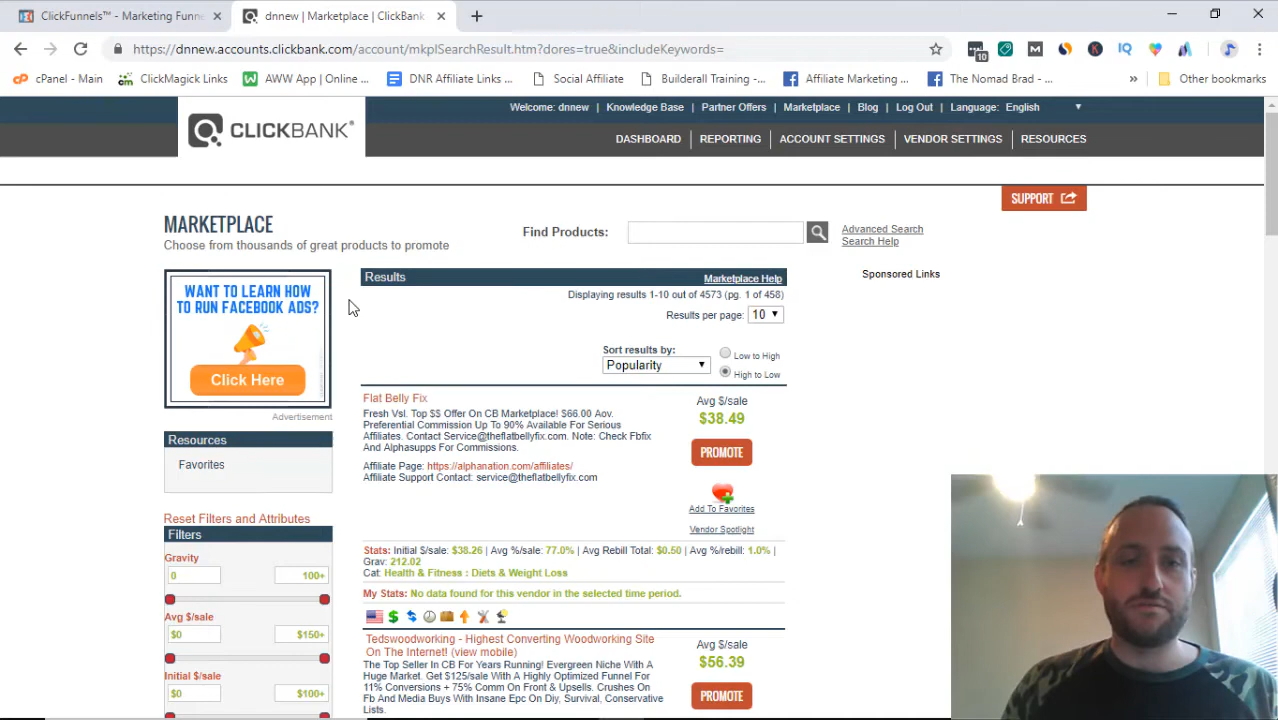 ClickFunnels™ - Marketing Funne
dnnew | Marketplace | ClickBank
https://dnnew.accounts.clickbank.com/account/mkplSearchResult.htm?dores=true&includeKeywords=
10
cPanel - Main
ClickMagick Links
AWW App | Online ...
DNR Affiliate Links ...
Social Affiliate
Builderall Training -...
Affiliate Marketing ...
The Nomad Brad - ...
Other bookmarks
Welcome: dnnew | Knowledge Base | Partner Offers | Marketplace | Blog | Log Out | Language: English
CLICKBANK
DASHBOARD | REPORTING | ACCOUNT SETTINGS | VENDOR SETTINGS | RESOURCES
SUPPORT
MARKETPLACE
Choose from thousands of great products to promote
Find Products:
Advanced Search
Search Help
WANT TO LEARN HOW
TO RUN FACEBOOK ADS?
Click Here
Advertisement
Resources
Favorites
Reset Filters and Attributes
Filters
Gravity
0 100+
Avg $/sale
$0 $150+
Initial $/sale
$0 $100+
Results
Marketplace Help
Displaying results 1-10 out of 4573 (pg. 1 of 458)
Results per page: 10
Sort results by:
Popularity
Low to High
High to Low
Sponsored Links
Flat Belly Fix
Fresh Vsl. Top $$ Offer On CB Marketplace! $66.00 Aov.
Preferential Commission Up To 90% Available For Serious
Affiliates. Contact Service@theflatbellyfix.com. Note: Check Fbfix
And Alphasupps For Commissions.
Affiliate Page: https://alphanation.com/affiliates/
Affiliate Support Contact: service@theflatbellyfix.com
Avg $/sale
$38.49
PROMOTE
Add To Favorites
Vendor Spotlight
Stats: Initial $/sale: $38.26 | Avg %/sale: 77.0% | Avg Rebill Total: $0.50 | Avg %/rebill: 1.0% |
Grav: 212.02
Cat: Health & Fitness : Diets & Weight Loss
My Stats: No data found for this vendor in the selected time period.
Tedswoodworking - Highest Converting Woodworking Site
On The Internet! (view mobile)
The Top Seller In CB For Years Running! Evergreen Niche With A
Huge Market. Get $125/sale With A Highly Optimized Funnel For
11% Conversions + 75% Comm On Front & Upsells. Crushes On
Fb And Media Buys With Insane Epc On Diy, Survival, Conservative
Lists.
Avg $/sale
$56.39
PROMOTE